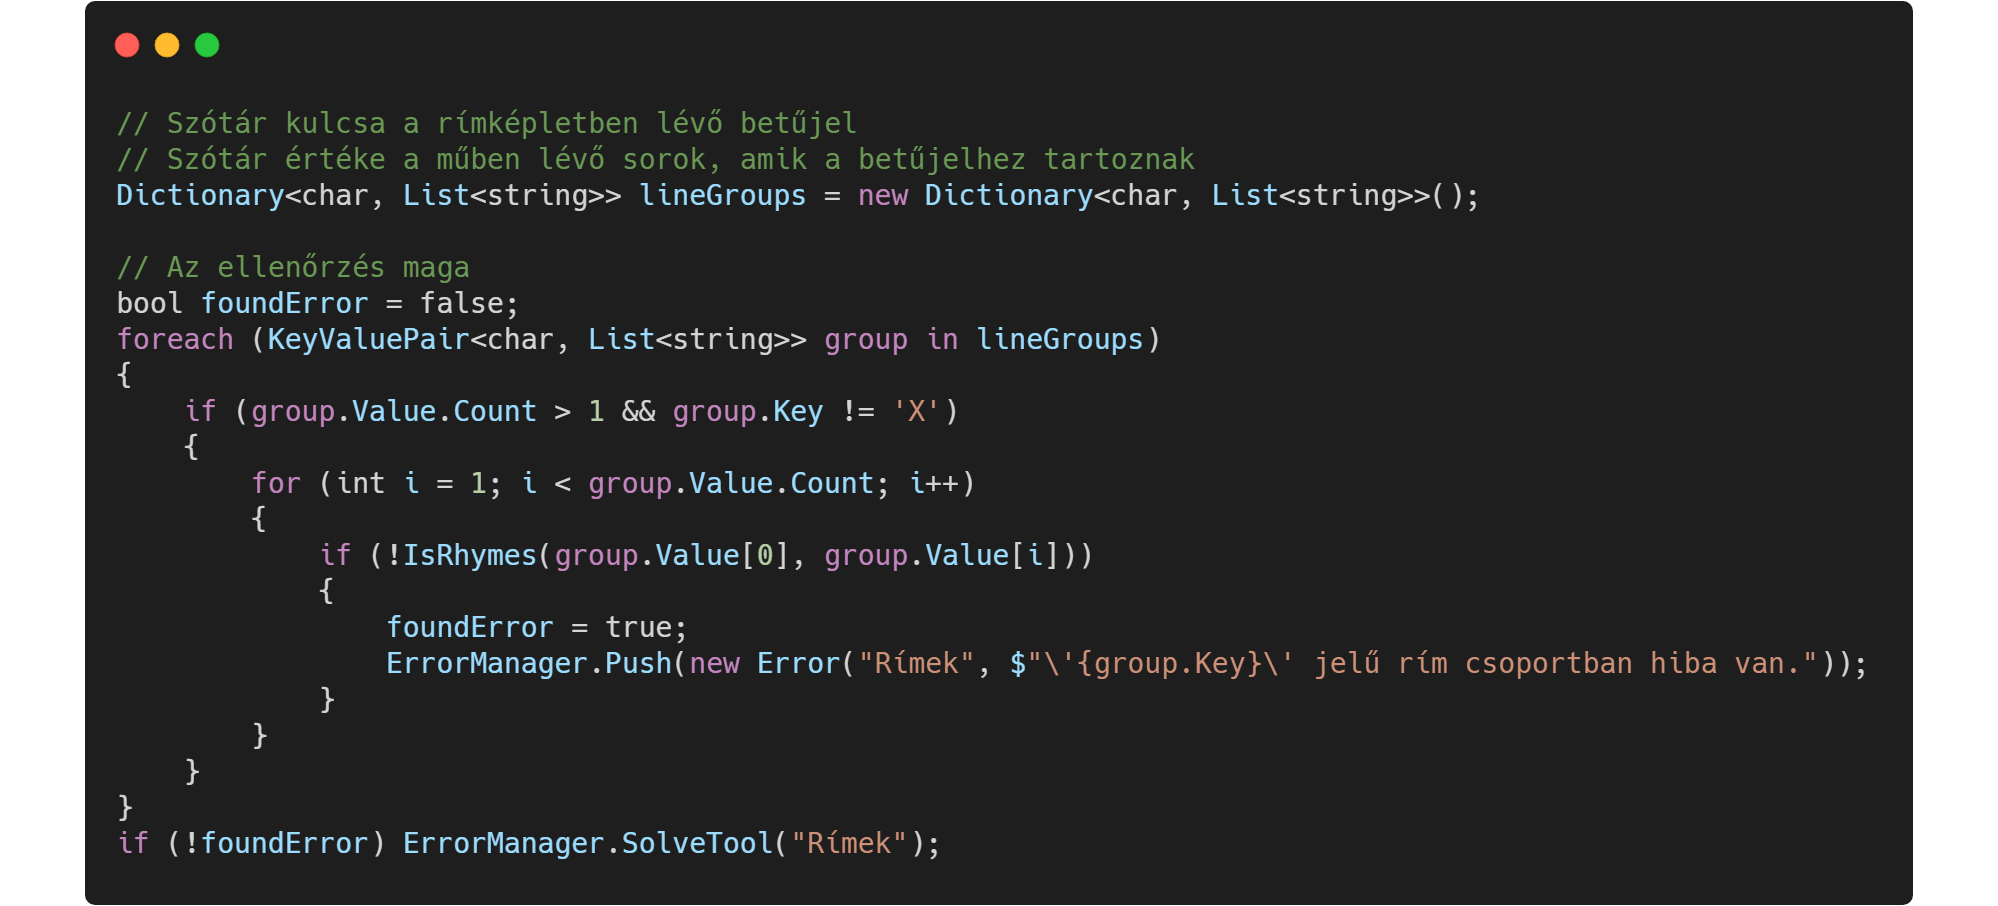 // Szótár kulcsa a rímképletben lévő betűjel
// Szótár értéke a műben lévő sorok, amik a betűjelhez tartoznak
Dictionary<char, List<string>> lineGroups = new Dictionary<char, List<string>>();
// Az ellenőrzés maga
bool foundError = false;
foreach (KeyValuePair<char, List<string>> group in lineGroups)
{
    if (group.Value.Count > 1 && group.Key != 'X')
    {
        for (int i = 1; i < group.Value.Count; i++)
        {
            if (!IsRhymes(group.Value[0], group.Value[i]))
            {
                foundError = true;
                ErrorManager.Push(new Error("Rímek", $"\'{group.Key}\' jelű rím csoportban hiba van."));
            }
        }
    }
}
if (!foundError) ErrorManager.SolveTool("Rímek");